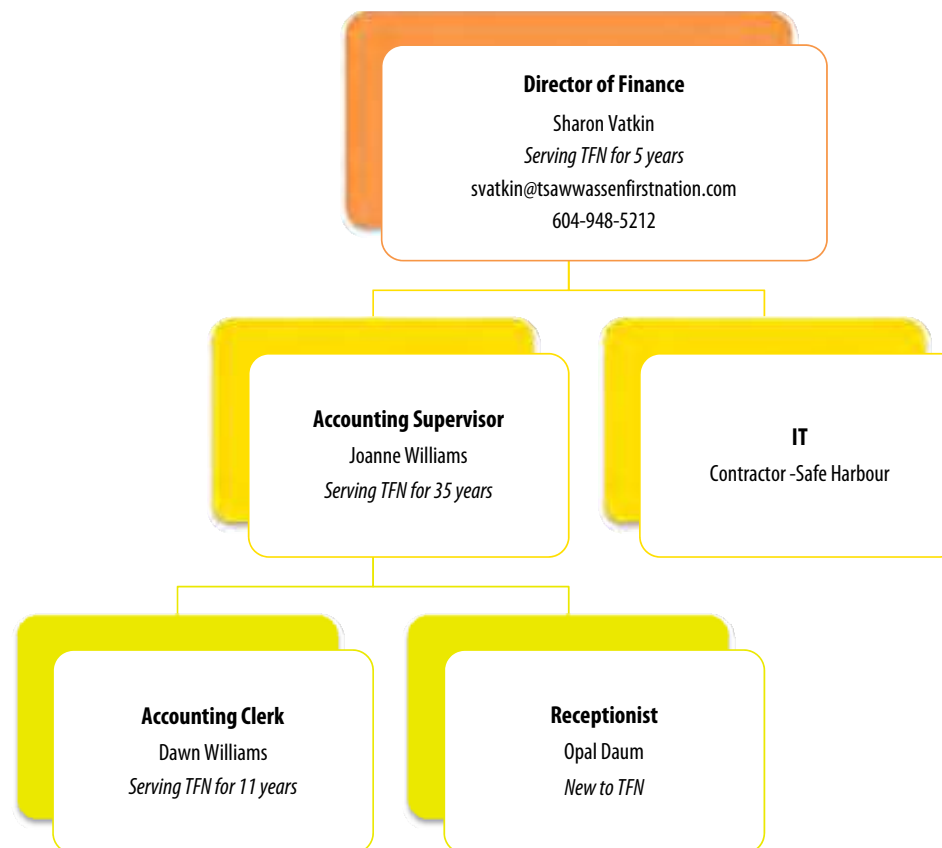 Director of Finance
Sharon Vatkin
Serving TFN for 5 years
svatkin@tsawwassenfirstnation.com
604-948-5212
Accounting Supervisor
Joanne Williams
Serving TFN for 35 years
IT
Contractor -Safe Harbour
Accounting Clerk
Dawn Williams
Serving TFN for 11 years
Receptionist
Opal Daum
New to TFN